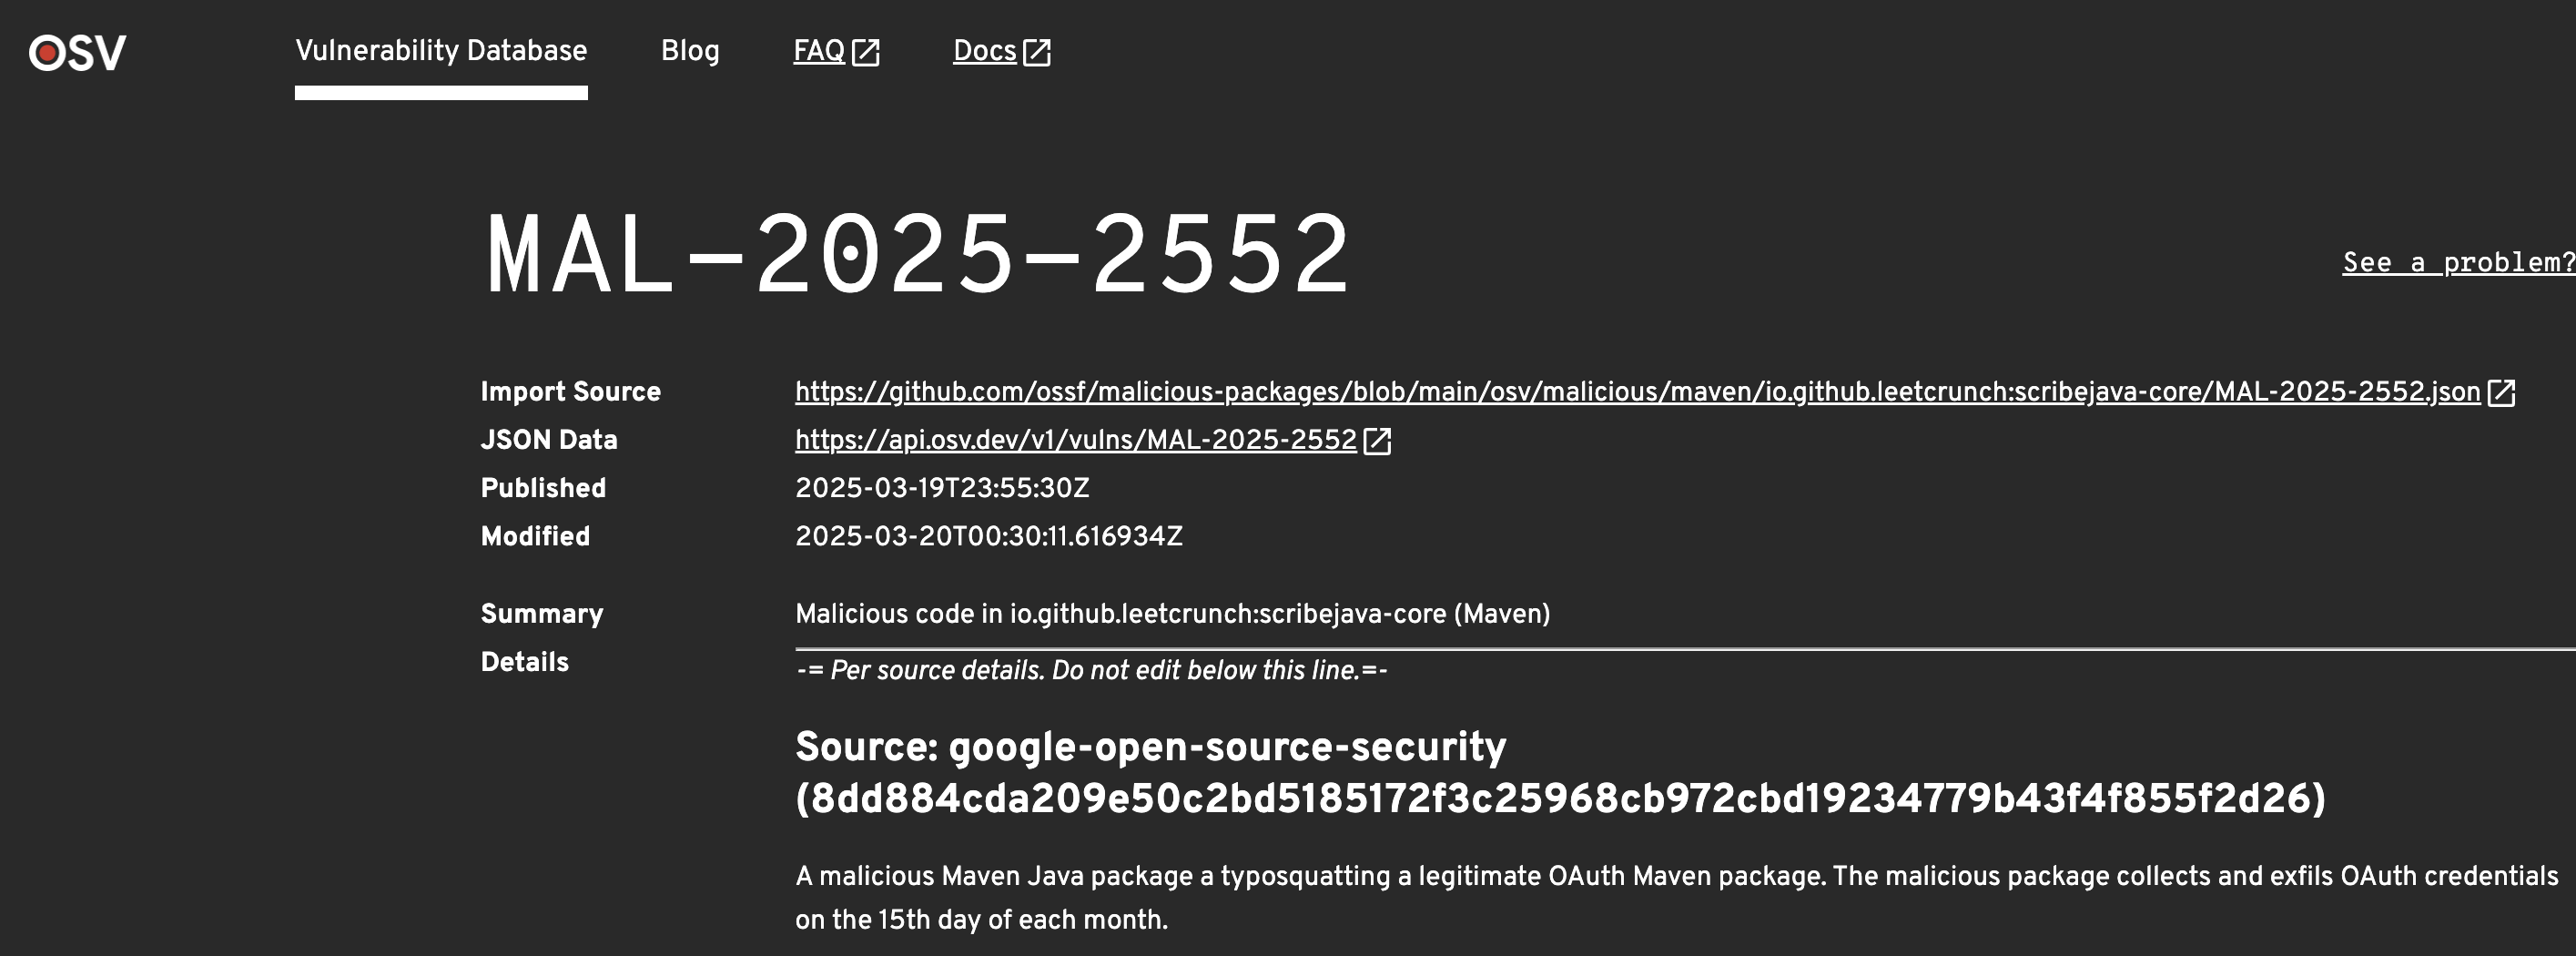 OSV
Vulnerability Database
Blog
FAQ
Docs
MAL-2025-2552
See a problem?
Import Source
https://github.com/ossf/malicious-packages/blob/main/osv/malicious/maven/io.github.leetcrunch:scribejava-core/MAL-2025-2552.json
JSON Data
https://api.osv.dev/v1/vulns/MAL-2025-2552
Published
2025-03-19T23:55:30Z
Modified
2025-03-20T00:30:11.616934Z
Summary
Malicious code in io.github.leetcrunch:scribejava-core (Maven)
Details
-= Per source details. Do not edit below this line.=-
Source: google-open-source-security
(8dd884cda209e50c2bd5185172f3c25968cb972cbd19234779b43f4f855f2d26)
A malicious Maven Java package a typosquatting a legitimate OAuth Maven package. The malicious package collects and exfils OAuth credentials
on the 15th day of each month.